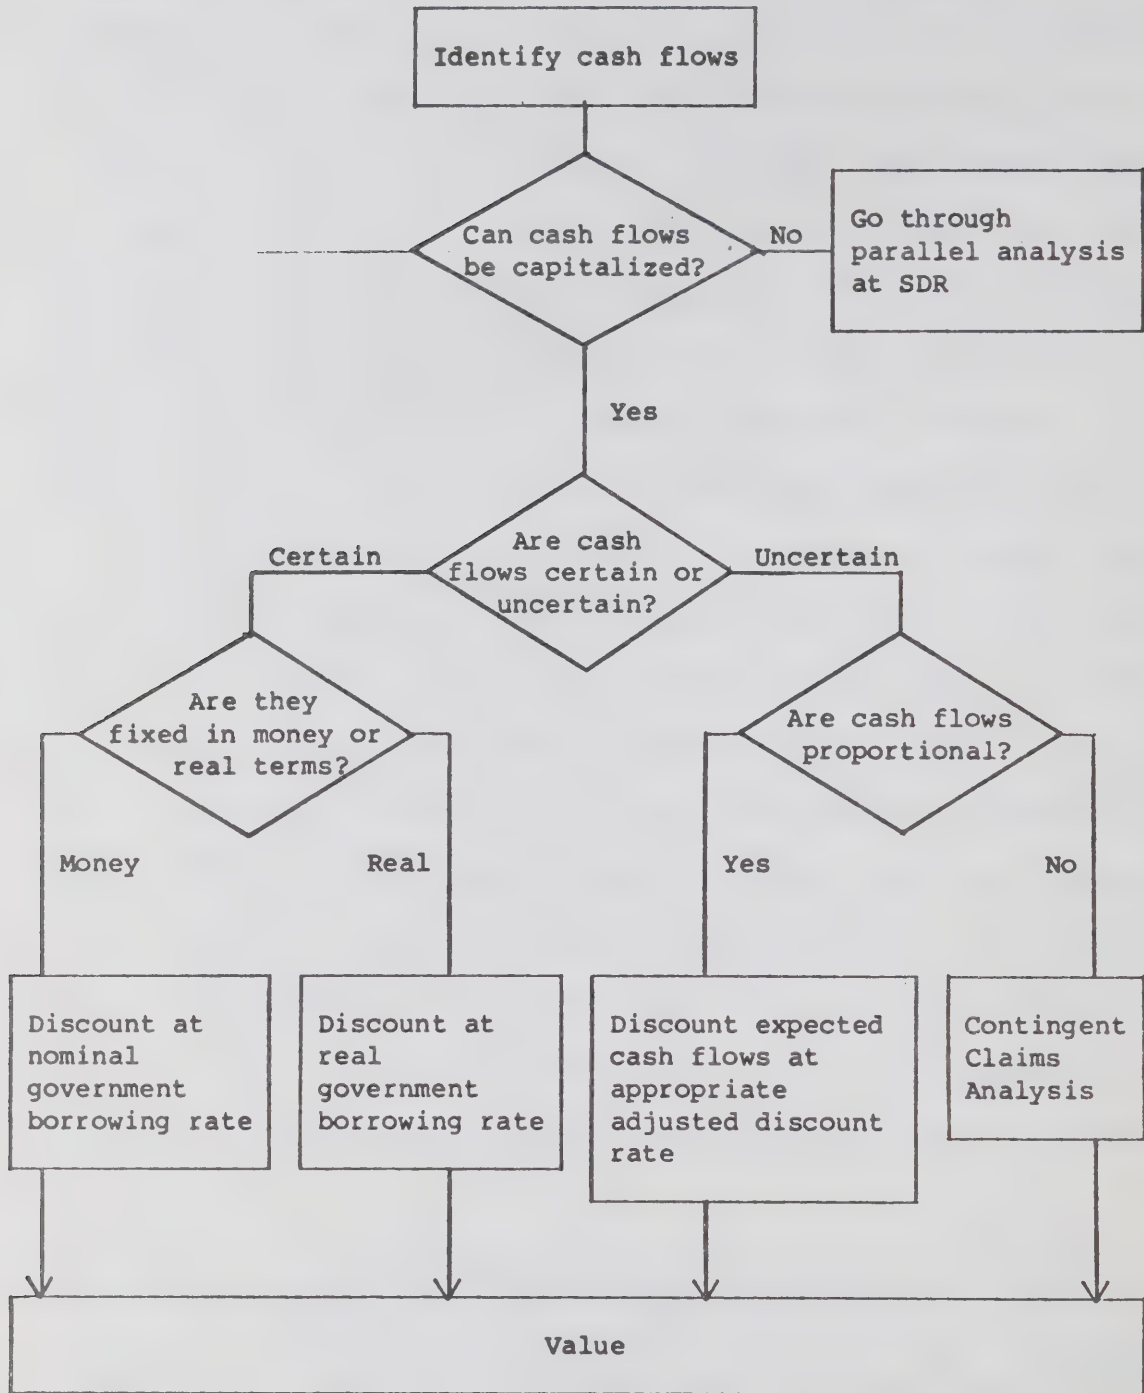 Identify cash flows
Can cash flows
be capitalized?
No
Go through
parallel analysis
at SDR
Yes
Are cash
flows certain or
uncertain?
Certain
Uncertain
Are they
fixed in money or
real terms?
Are cash flows
proportional?
Money
Real
Yes
No
Discount at
nominal
government
borrowing rate
Discount at
real
government
borrowing rate
Discount expected
cash flows at
appropriate
adjusted discount
rate
Contingent
Claims
Analysis
Value